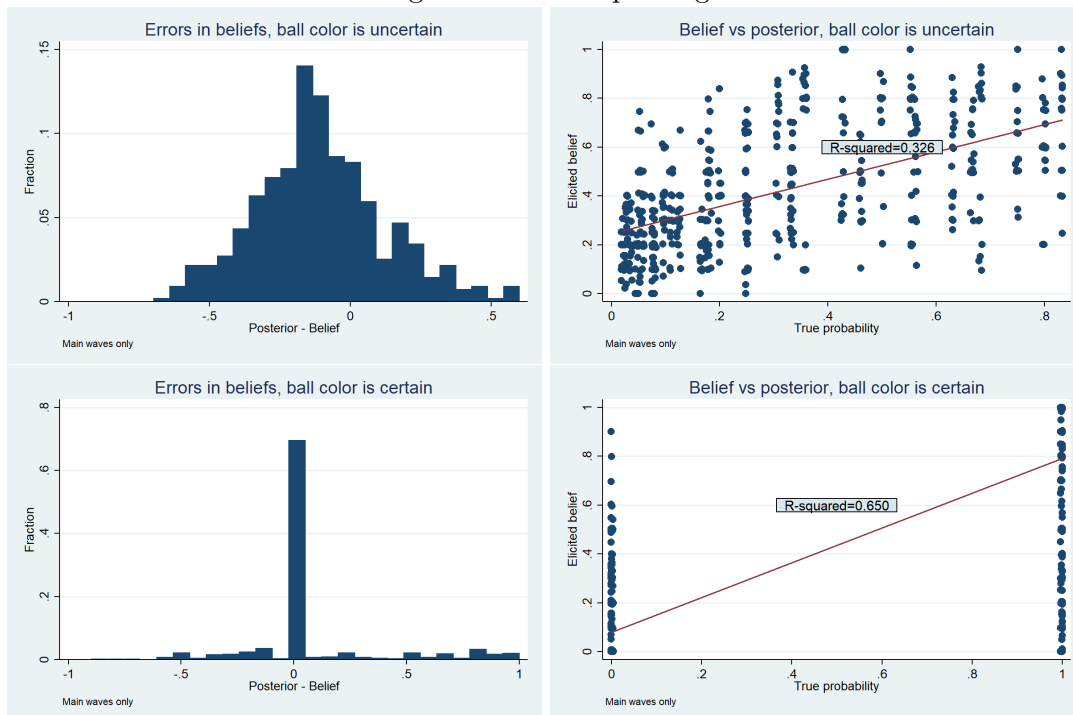 Errors in beliefs, ball color is uncertain
.15
.1
.05
0
Fraction
-1
-.5
0
.5
Posterior - Belief
Main waves only
Belief vs posterior, ball color is uncertain
1
.8
.6
.4
.2
0
Elicited belief
R-squared=0.326
0
.2
.4
.6
.8
True probability
Main waves only
Errors in beliefs, ball color is certain
.8
.6
.4
.2
0
Fraction
-1
-.5
0
.5
1
Posterior - Belief
Main waves only
Belief vs posterior, ball color is certain
1
.8
.6
.4
.2
0
Elicited belief
R-squared=0.650
0
.2
.4
.6
.8
1
True probability
Main waves only